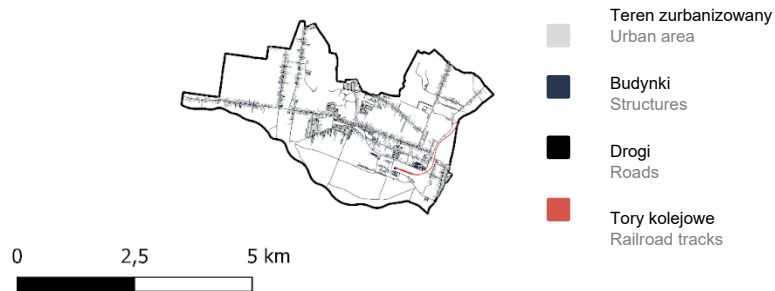 Teren zurbanizowany
Urban area
Budynki
Structures
Drogi
Roads
Tory kolejowe
Railroad tracks
0 2,5 5 km